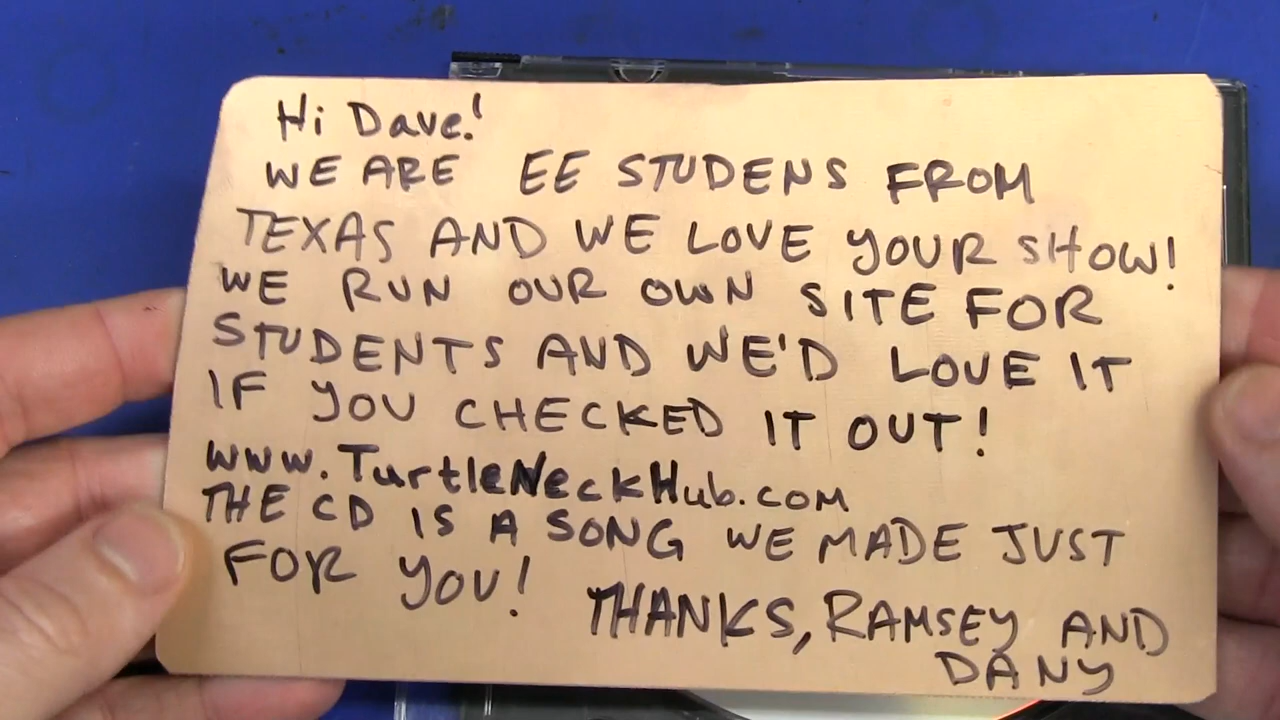 Hi Dave!
WE ARE EE STUDENS FROM
TEXAS AND WE LOVE YOUR SHOW!
WE RUN OUR OWN SITE FOR
STUDENTS AND WE'D LOVE IT
IF YOU CHECKED IT OUT!
www.TurtleNeckHub.com
THE CD IS A SONG WE MADE JUST
FOR YOU!
THANKS, RAMSEY AND
DANY